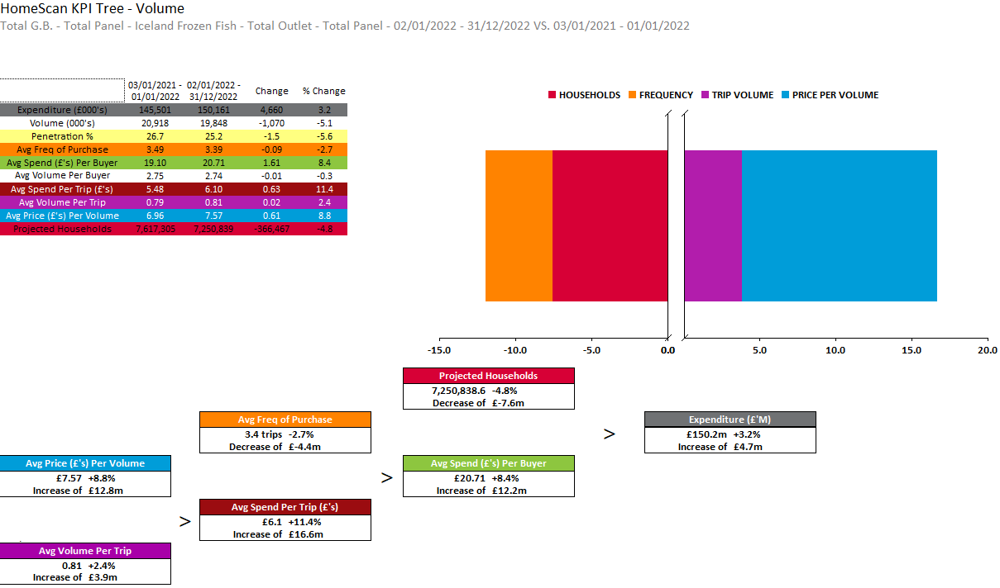 HomeScan KPI Tree - Volume
Total G.B. - Total Panel - Iceland Frozen Fish - Total Outlet - Total Panel - 02/01/2022 - 31/12/2022 VS. 03/01/2021 - 01/01/2022
03/01/2021 - 01/01/2022 02/01/2022 - 31/12/2022 Change % Change
Expenditure (£000's) 145,501 150,161 4,660 3.2
Volume (000's) 20,918 19,848 -1,070 -5.1
Penetration % 26.7 25.2 -1.5 -5.6
Avg Freq of Purchase 3.49 3.39 -0.09 -2.7
Avg Spend (£'s) Per Buyer 19.10 20.71 1.61 8.4
Avg Volume Per Buyer 2.75 2.74 -0.01 -0.3
Avg Spend Per Trip (£'s) 5.48 6.10 0.63 11.4
Avg Volume Per Trip 0.79 0.81 0.02 2.4
Avg Price (£'s) Per Volume 6.96 7.57 0.61 8.8
Projected Households 7,617,305 7,250,839 -366,467 -4.8
HOUSEHOLDS FREQUENCY TRIP VOLUME PRICE PER VOLUME
-15.0 -10.0 -5.0 0.0 5.0 10.0 15.0 20.0
Projected Households
7,250,838.6 -4.8%
Decrease of £-7.6m
Avg Freq of Purchase
3.4 trips -2.7%
Decrease of £-4.4m
>
Expenditure (£'M)
£150.2m +3.2%
Increase of £4.7m
Avg Price (£'s) Per Volume
£7.57 +8.8%
Increase of £12.8m
>
Avg Spend (£'s) Per Buyer
£20.71 +8.4%
Increase of £12.2m
>
Avg Spend Per Trip (£'s)
£6.1 +11.4%
Increase of £16.6m
Avg Volume Per Trip
0.81 +2.4%
Increase of £3.9m